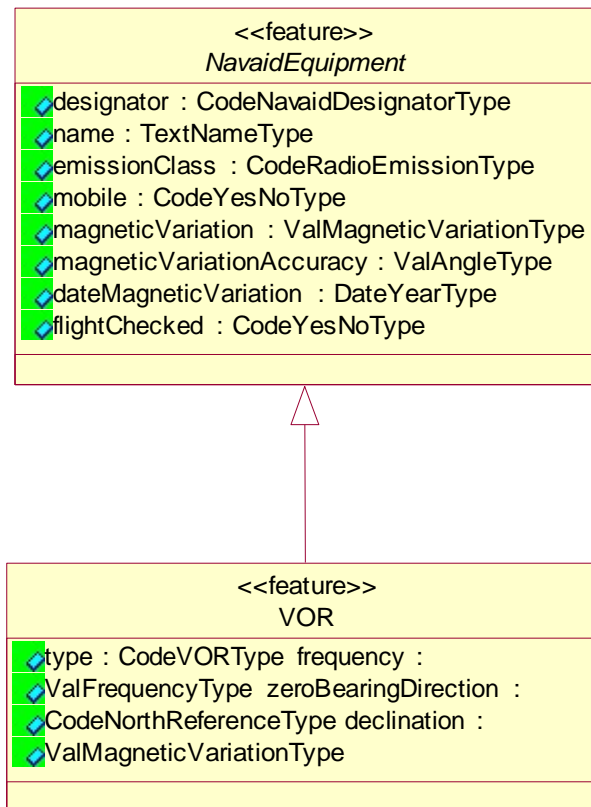 <<feature>>
NavaidEquipment
designator : CodeNavaidDesignatorType
name : TextNameType
emissionClass : CodeRadioEmissionType
mobile : CodeYesNoType
magneticVariation : ValMagneticVariationType
magneticVariationAccuracy : ValAngleType
dateMagneticVariation : DateYearType
flightChecked : CodeYesNoType
<<feature>>
VOR
type : CodeVORType frequency :
ValFrequencyType zeroBearingDirection :
CodeNorthReferenceType declination :
ValMagneticVariationType